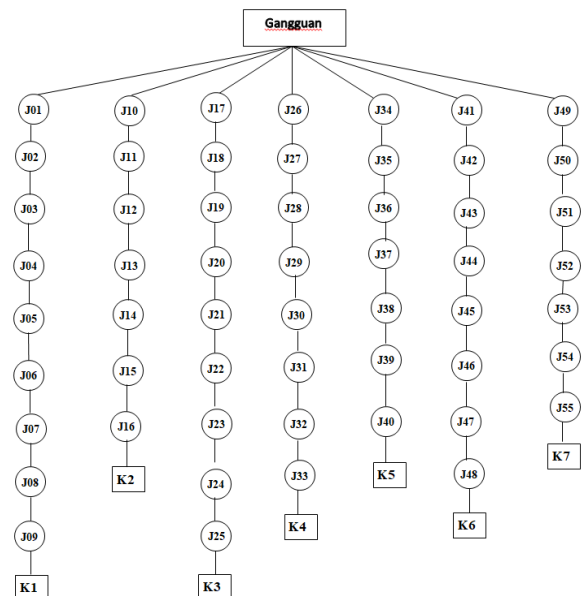 Gangguan
J01 J10 J17 J26 J34 J41 J49
J02 J11 J18 J27 J35 J42 J50
J03 J12 J19 J28 J36 J43 J51
J04 J13 J20 J29 J37 J44 J52
J05 J14 J21 J30 J38 J45 J53
J06 J15 J22 J31 J39 J46 J54
J07 J16 J23 J32 J40 J47 J55
K2 K5 K7
J08 J24 J33 J48
K4 K6
J09 J25
K1 K3